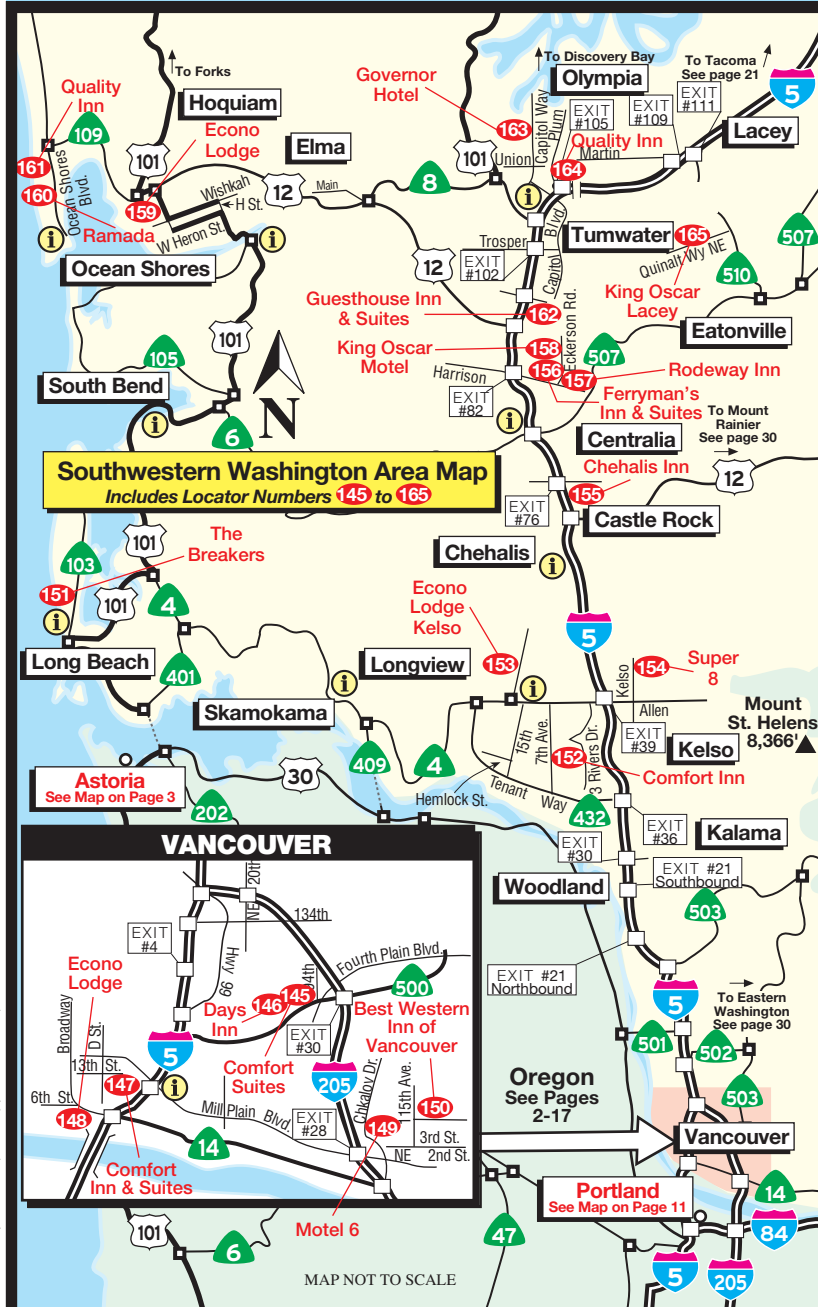 To Forks
To Discovery Bay
To Tacoma
See page 21
Quality
Inn
Hoquiam
Governor
Hotel
Olympia
5
EXIT
#111
EXIT
#109
EXIT
#105
109
Econo
Lodge
Elma
163
Capitol Way
Plum
Quality Inn
Lacey
101
101
Union
164
Martin
161
160
Ocean Shores
Blvd.
159
Wishkah
H St.
W Heron St.
12
Main
8
i
Ramada
i
i
Ocean Shores
Trosper
EXIT
#102
Blvd.
Capitol
Tumwater
165
Quinalt Wy NE
507
510
12
King Oscar
Lacey
Guesthouse Inn
& Suites
162
Eckerson Rd.
Eatonville
101
105
King Oscar
Motel
158
507
156
157
Rodeway Inn
South Bend
Harrison
EXIT
#82
Ferryman's
Inn & Suites
N
i
6
i
Centralia
To Mount
Rainier
See page 30
Southwestern Washington Area Map
Includes Locator Numbers 145 to 165
Chehalis Inn
12
155
EXIT
#76
Castle Rock
The
Breakers
101
Chehalis
i
103
151
101
4
Econo
Lodge
Kelso
i
5
Long Beach
401
Longview
153
i
Kelso
154
Super
8
i
Skamokama
Allen
Mount
St. Helens
8,366'
15th
7th Ave.
3 Rivers Dr.
EXIT
#39
Kelso
152
Comfort Inn
409
4
Astoria
See Map on Page 3
30
Hemlock St.
Tenant Way
202
432
EXIT
#36
Kalama
EXIT
#30
VANCOUVER
Woodland
EXIT #21
Southbound
503
NE 20th
134th
EXIT
#4
Hwy 99
EXIT #21
Northbound
Econo
Lodge
Fourth Plain Blvd.
94th
500
Days
Inn
146
145
Best Western
Inn of
Vancouver
5
To Eastern
Washington
See page 30
Broadway
D St.
EXIT
#30
501
502
5
13th St.
Comfort
Suites
205
Chkalov Dr.
115th Ave.
Oregon
See Pages
2-17
503
6th St.
147
i
150
148
Mill Plain Blvd.
EXIT
#28
149
3rd St.
NE 2nd St.
Vancouver
14
Comfort
Inn & Suites
Portland
See Map on Page 11
14
Motel 6
101
6
47
84
MAP NOT TO SCALE
5
205